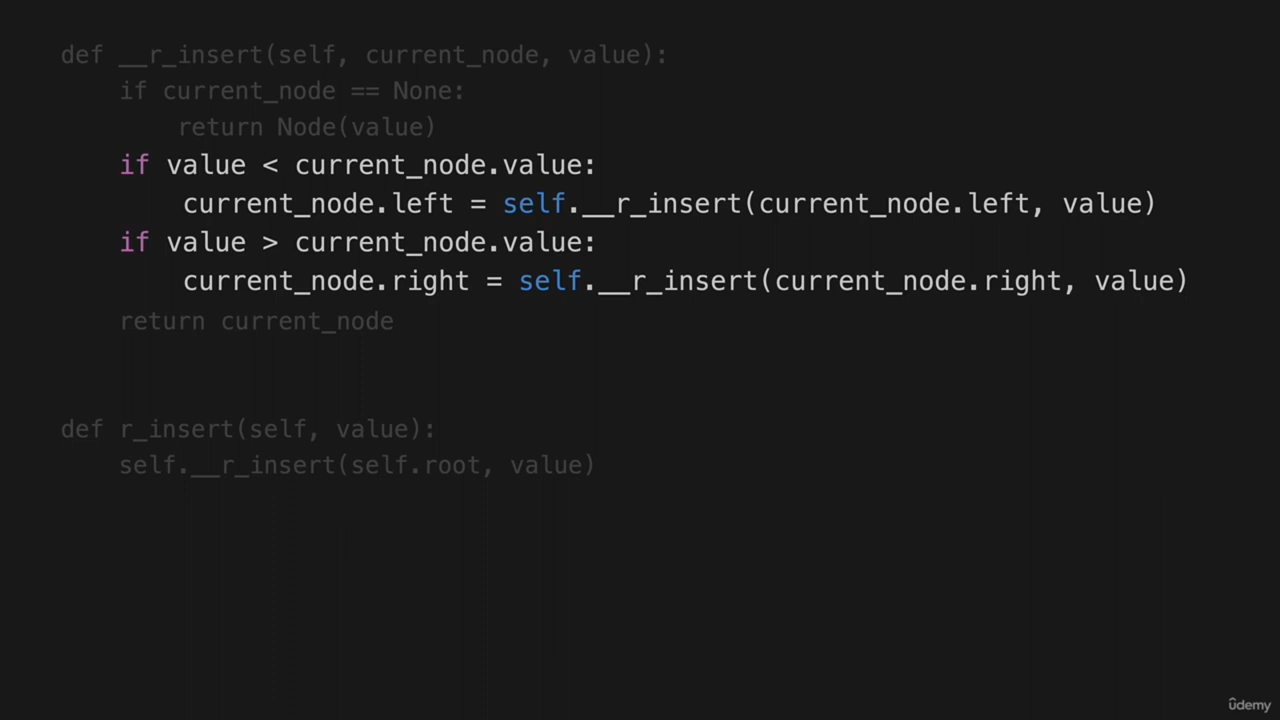 def __r_insert(self, current_node, value):
    if current_node == None:
        return Node(value)
    if value < current_node.value:
        current_node.left = self.__r_insert(current_node.left, value)
    if value > current_node.value:
        current_node.right = self.__r_insert(current_node.right, value)
    return current_node
def r_insert(self, value):
    self.__r_insert(self.root, value)
udemy